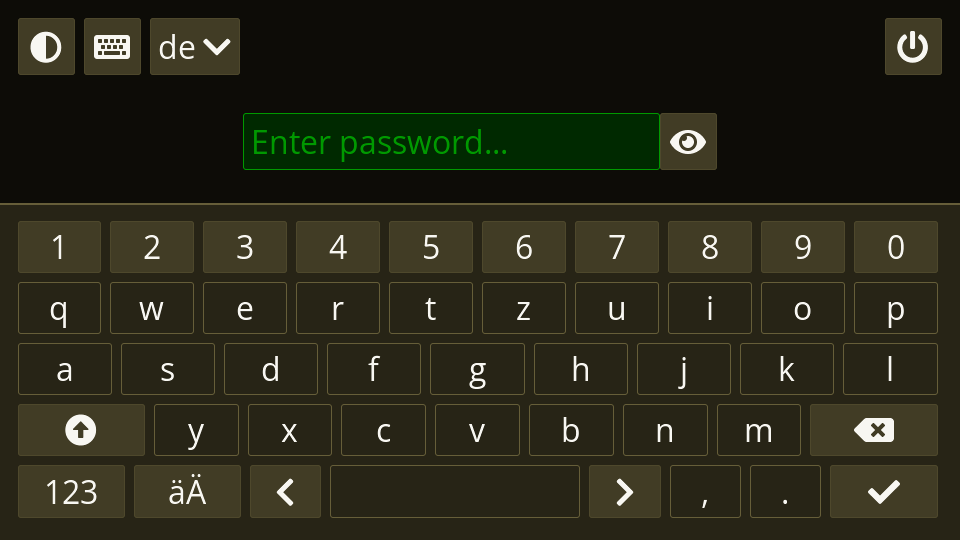 de
Enter password...
1 2 3 4 5 6 7 8 9 0
q w e r t z u i o p
a s d f g h j k l
y x c v b n m
123 äÄ , .